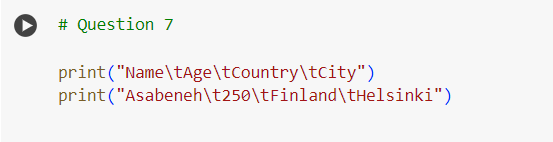 # Question 7
print("Name\tAge\tCountry\tCity")
print("Asabeneh\t250\tFinland\tHelsinki")